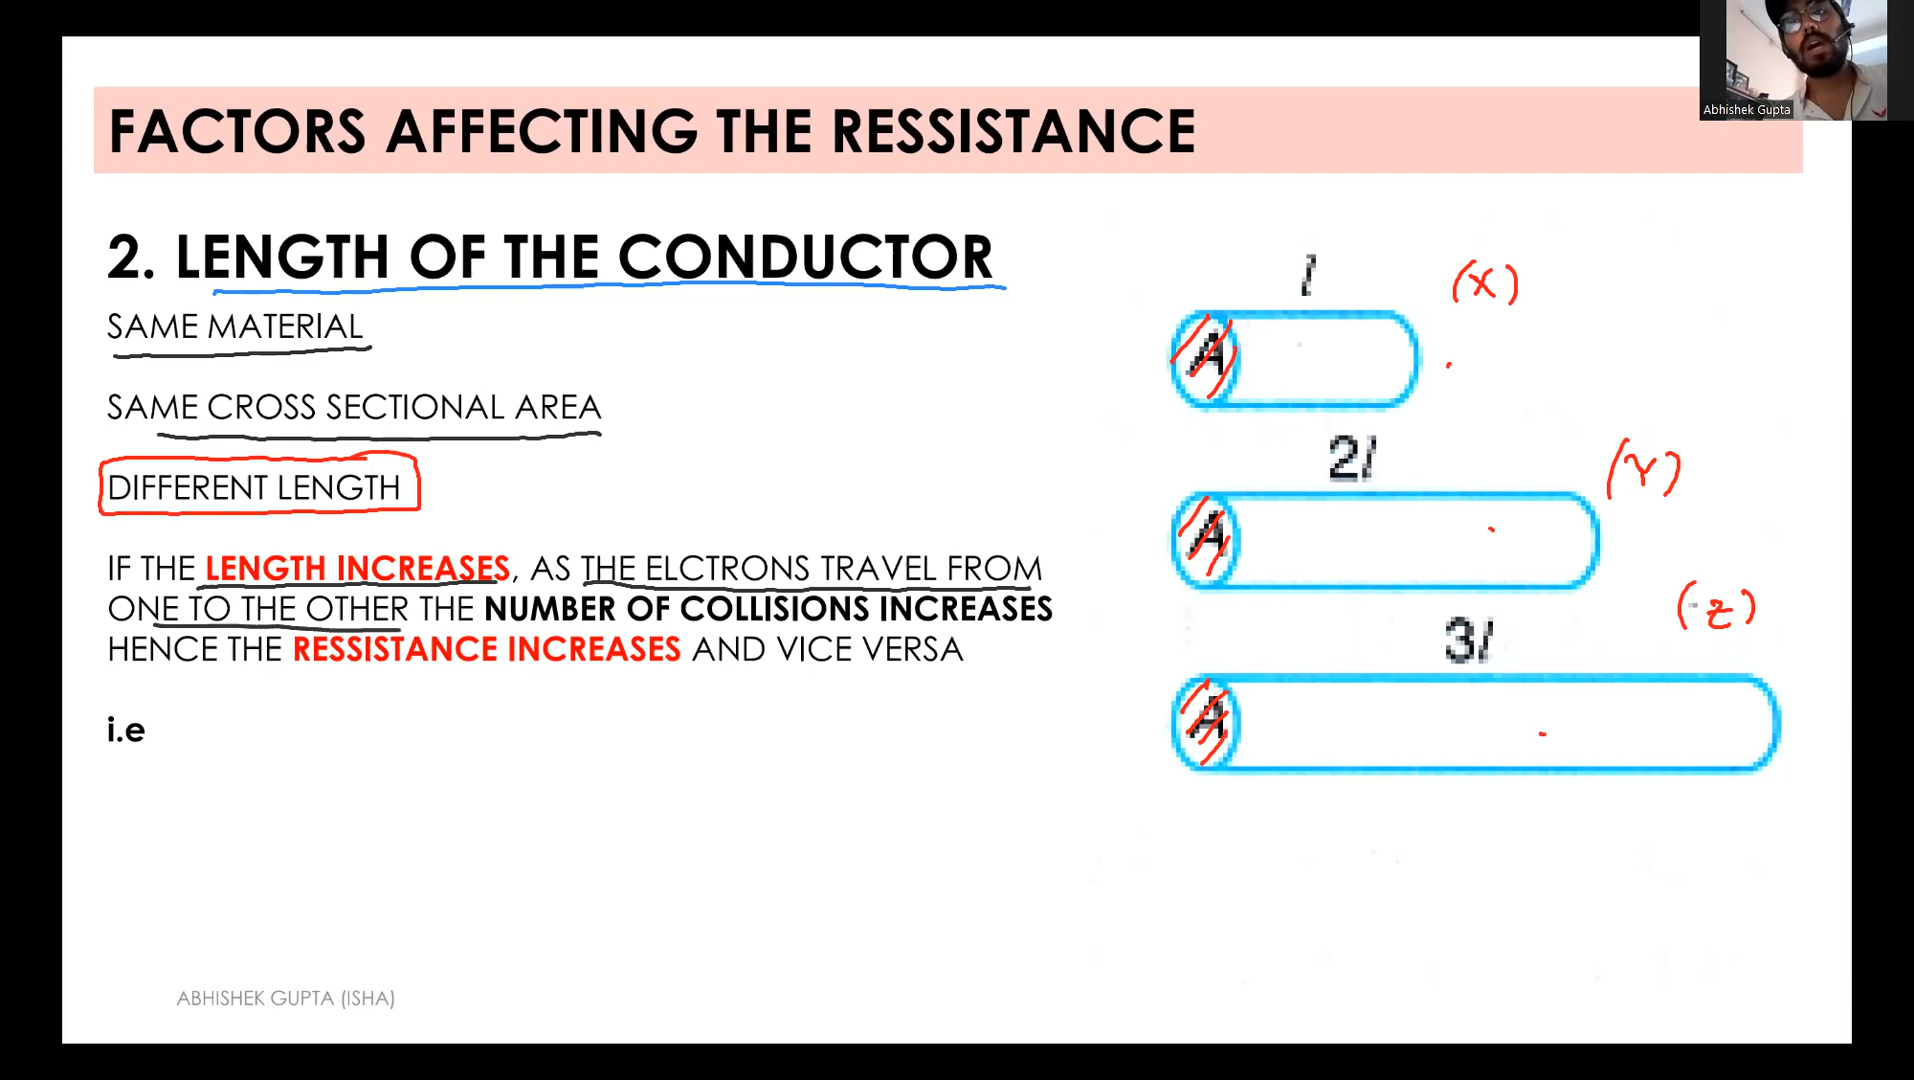 Abhishek Gupta
FACTORS AFFECTING THE RESSISTANCE
2. LENGTH OF THE CONDUCTOR
SAME MATERIAL
SAME CROSS SECTIONAL AREA
DIFFERENT LENGTH
IF THE LENGTH INCREASES, AS THE ELCTRONS TRAVEL FROM
ONE TO THE OTHER THE NUMBER OF COLLISIONS INCREASES
HENCE THE RESSISTANCE INCREASES AND VICE VERSA
i.e
l
(X)
A
2l
(Y)
A
3l
(z)
A
ABHISHEK GUPTA (ISHA)